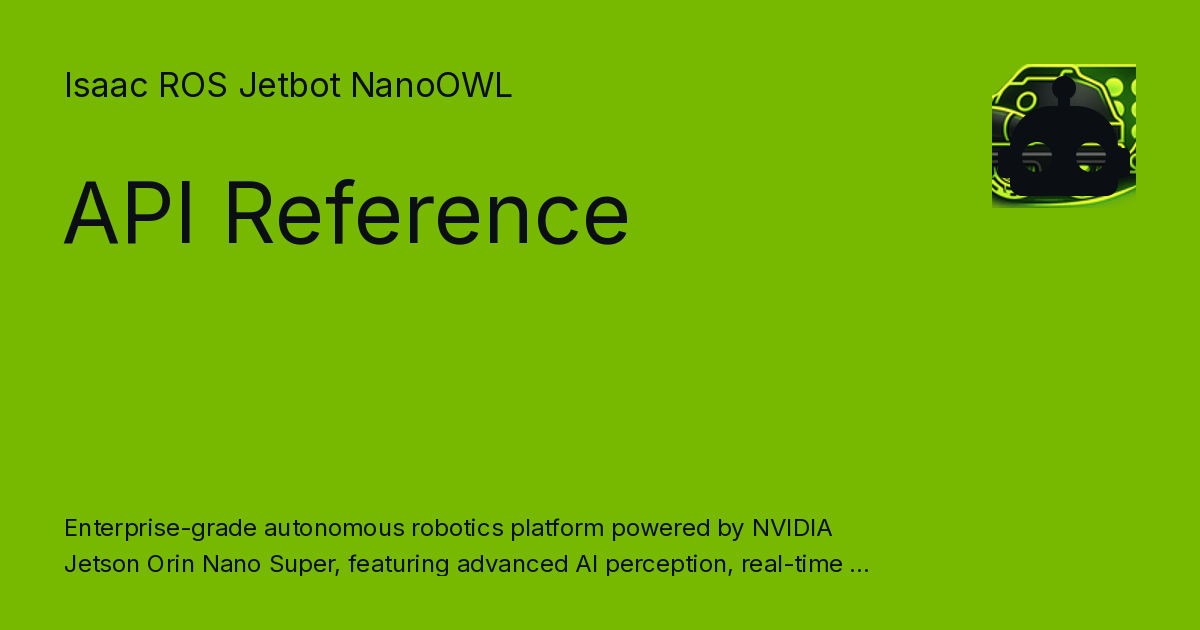 Isaac ROS Jetbot NanoOWL
API Reference
Enterprise-grade autonomous robotics platform powered by NVIDIA
Jetson Orin Nano Super, featuring advanced AI perception, real-time ...